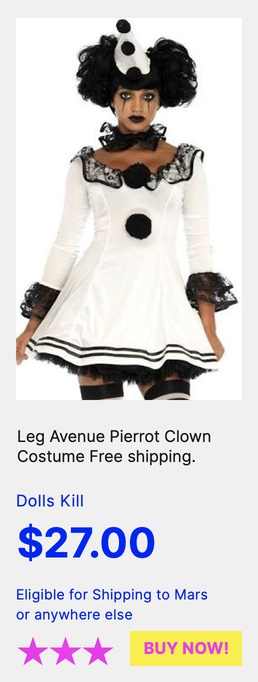 Leg Avenue Pierrot Clown
Costume Free shipping.
Dolls Kill
$27.00
Eligible for Shipping to Mars
or anywhere else
BUY NOW!